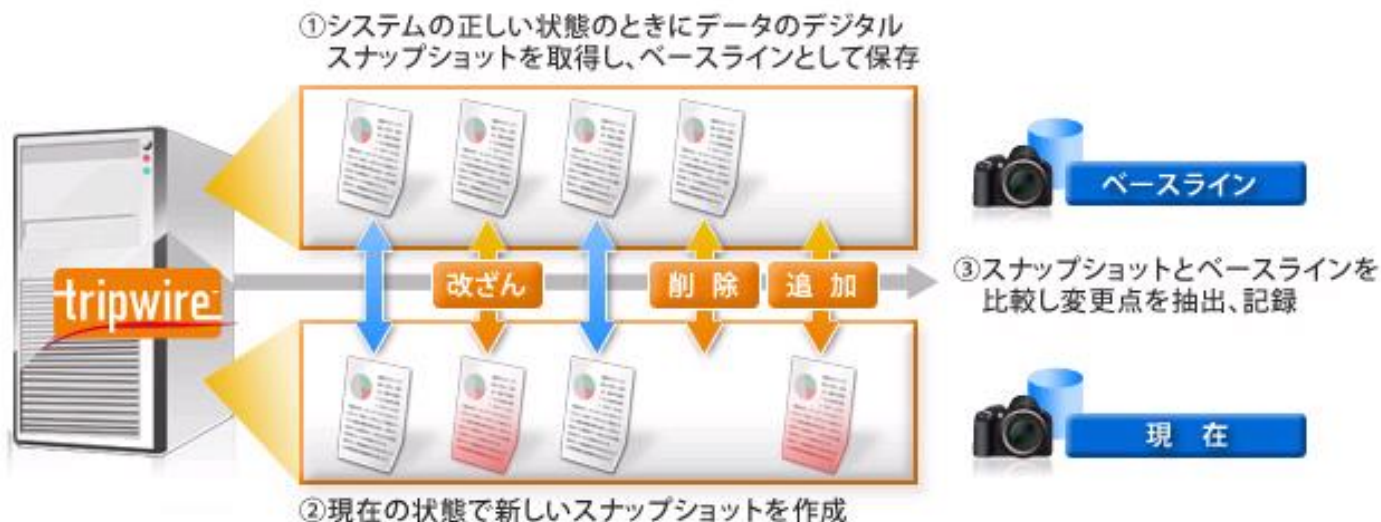 ①システムの正しい状態のときにデータのデジタル
スナップショットを取得し、ベースラインとして保存
ベースライン
tripwire
改ざん
削 除
追 加
③スナップショットとベースラインを
比較し変更点を抽出、記録
現 在
②現在の状態で新しいスナップショットを作成